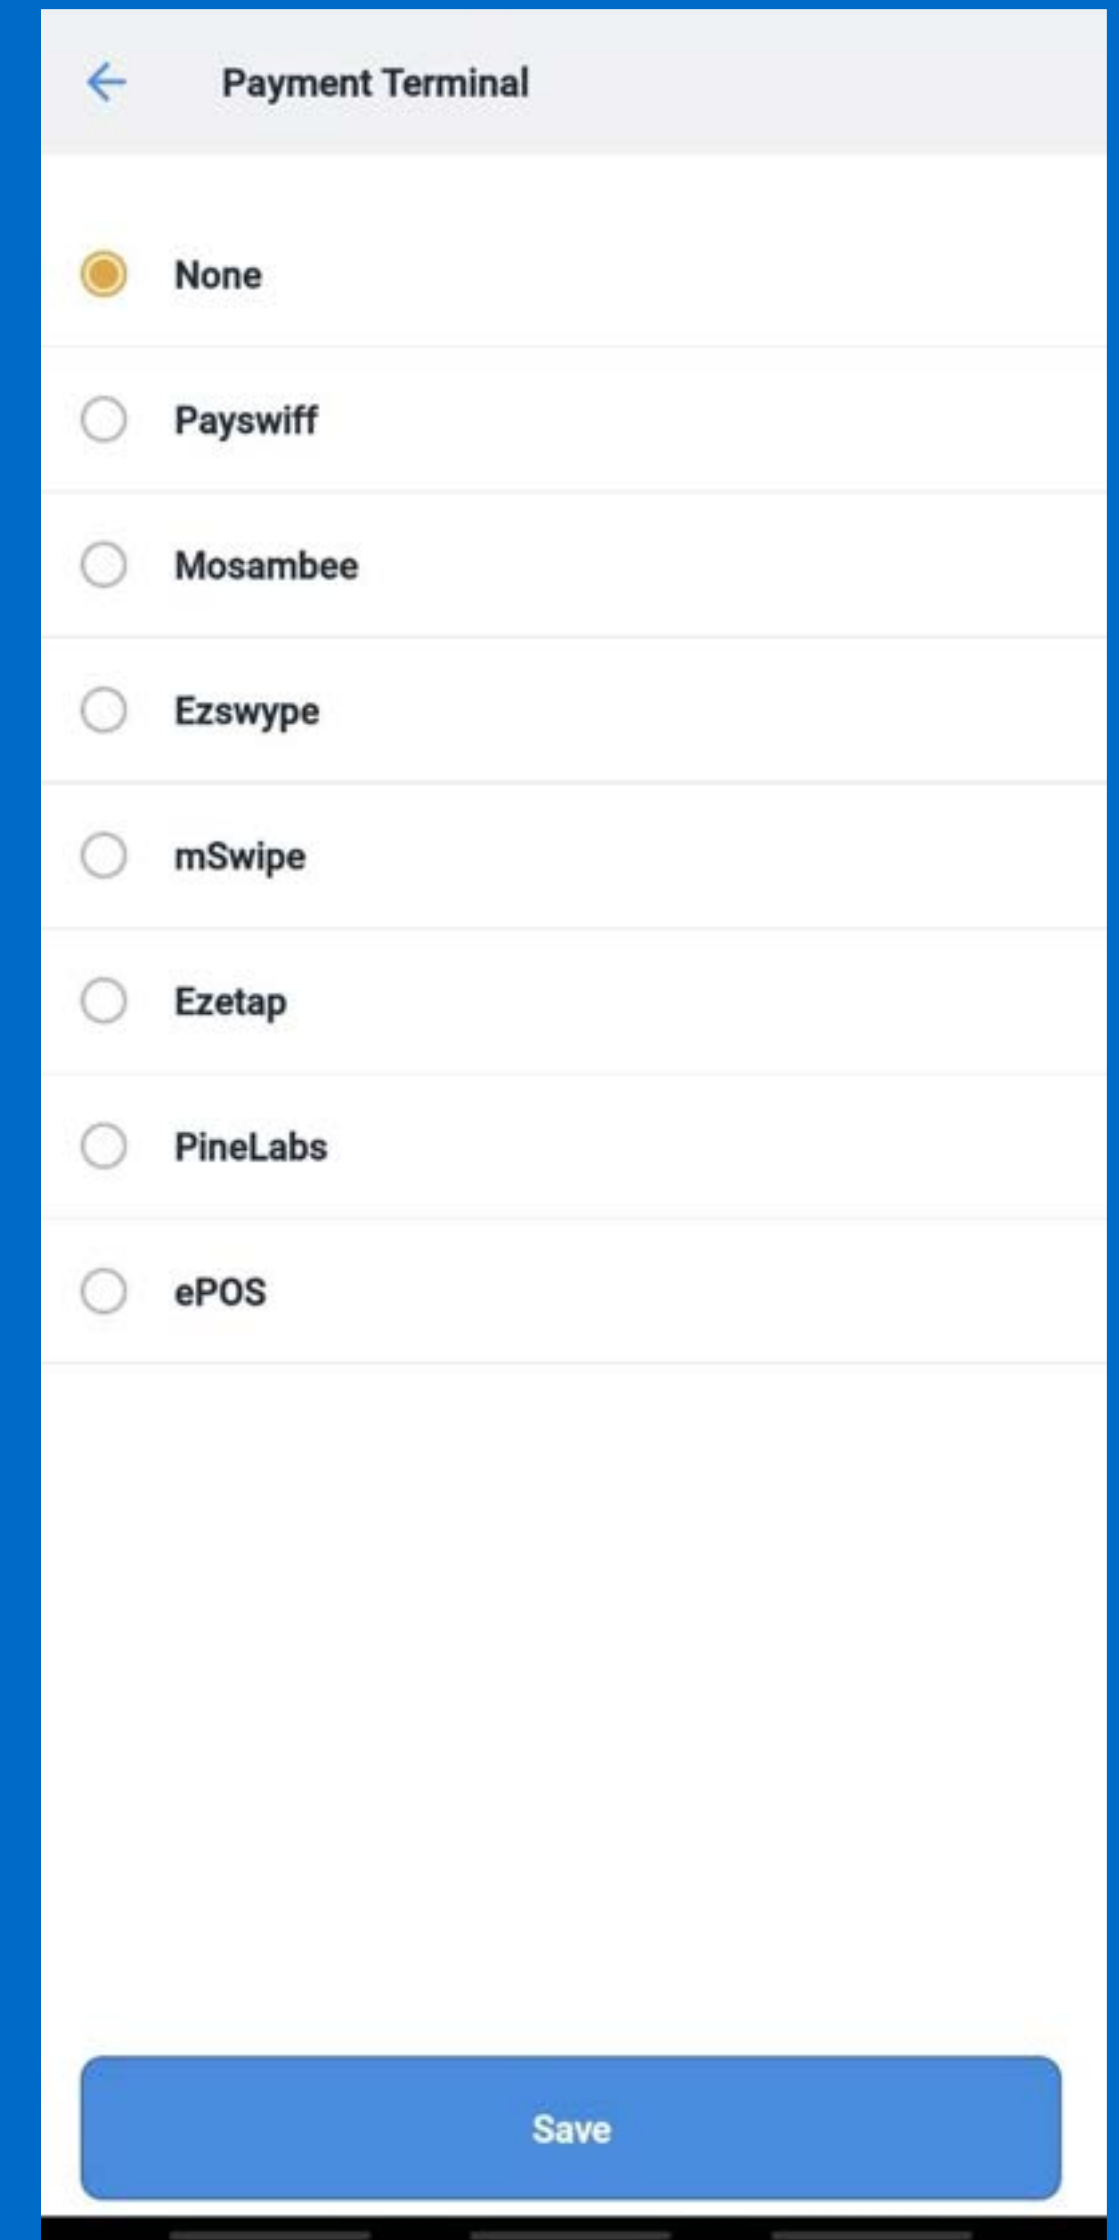 Payment Terminal
None
Payswiff
Mosambee
Ezswype
mSwipe
Ezetap
PineLabs
ePOS
Save